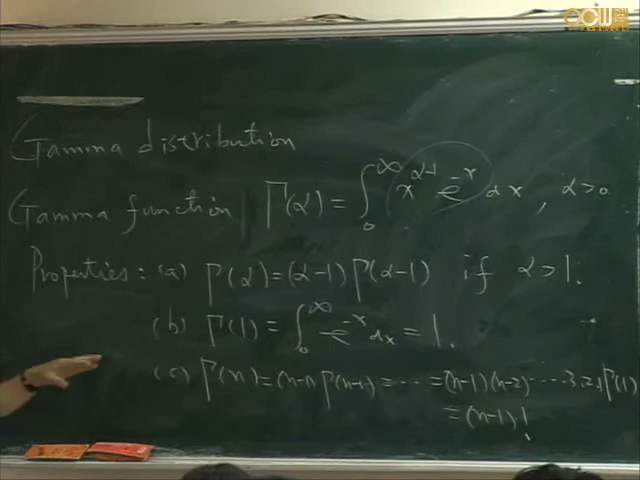 Gamma distribution
Gamma function Γ(α) = ∫₀^∞ x^(α-1) e^(-x) dx , α>0
Properties: (a) Γ(α) = (α-1) Γ(α-1) if α>1.
(b) Γ(1) = ∫₀^∞ e^(-x) dx = 1.
(c) Γ(n) = (n-1) Γ(n-1) = ... = (n-1)(n-2) .... 3.2.1 Γ(1)
= (n-1)!